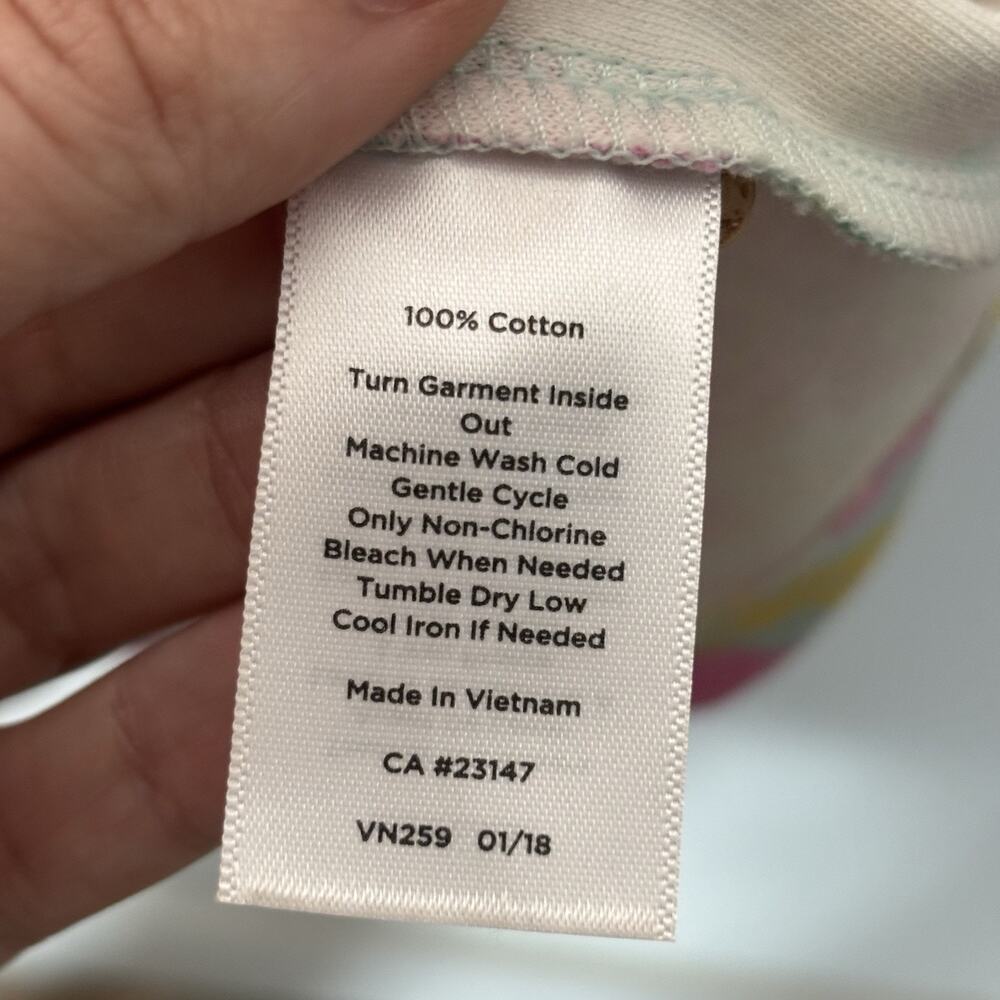 100% Cotton
Turn Garment Inside
Out
Machine Wash Cold
Gentle Cycle
Only Non-Chlorine
Bleach When Needed
Tumble Dry Low
Cool Iron If Needed
Made In Vietnam
CA #23147
VN259 01/18